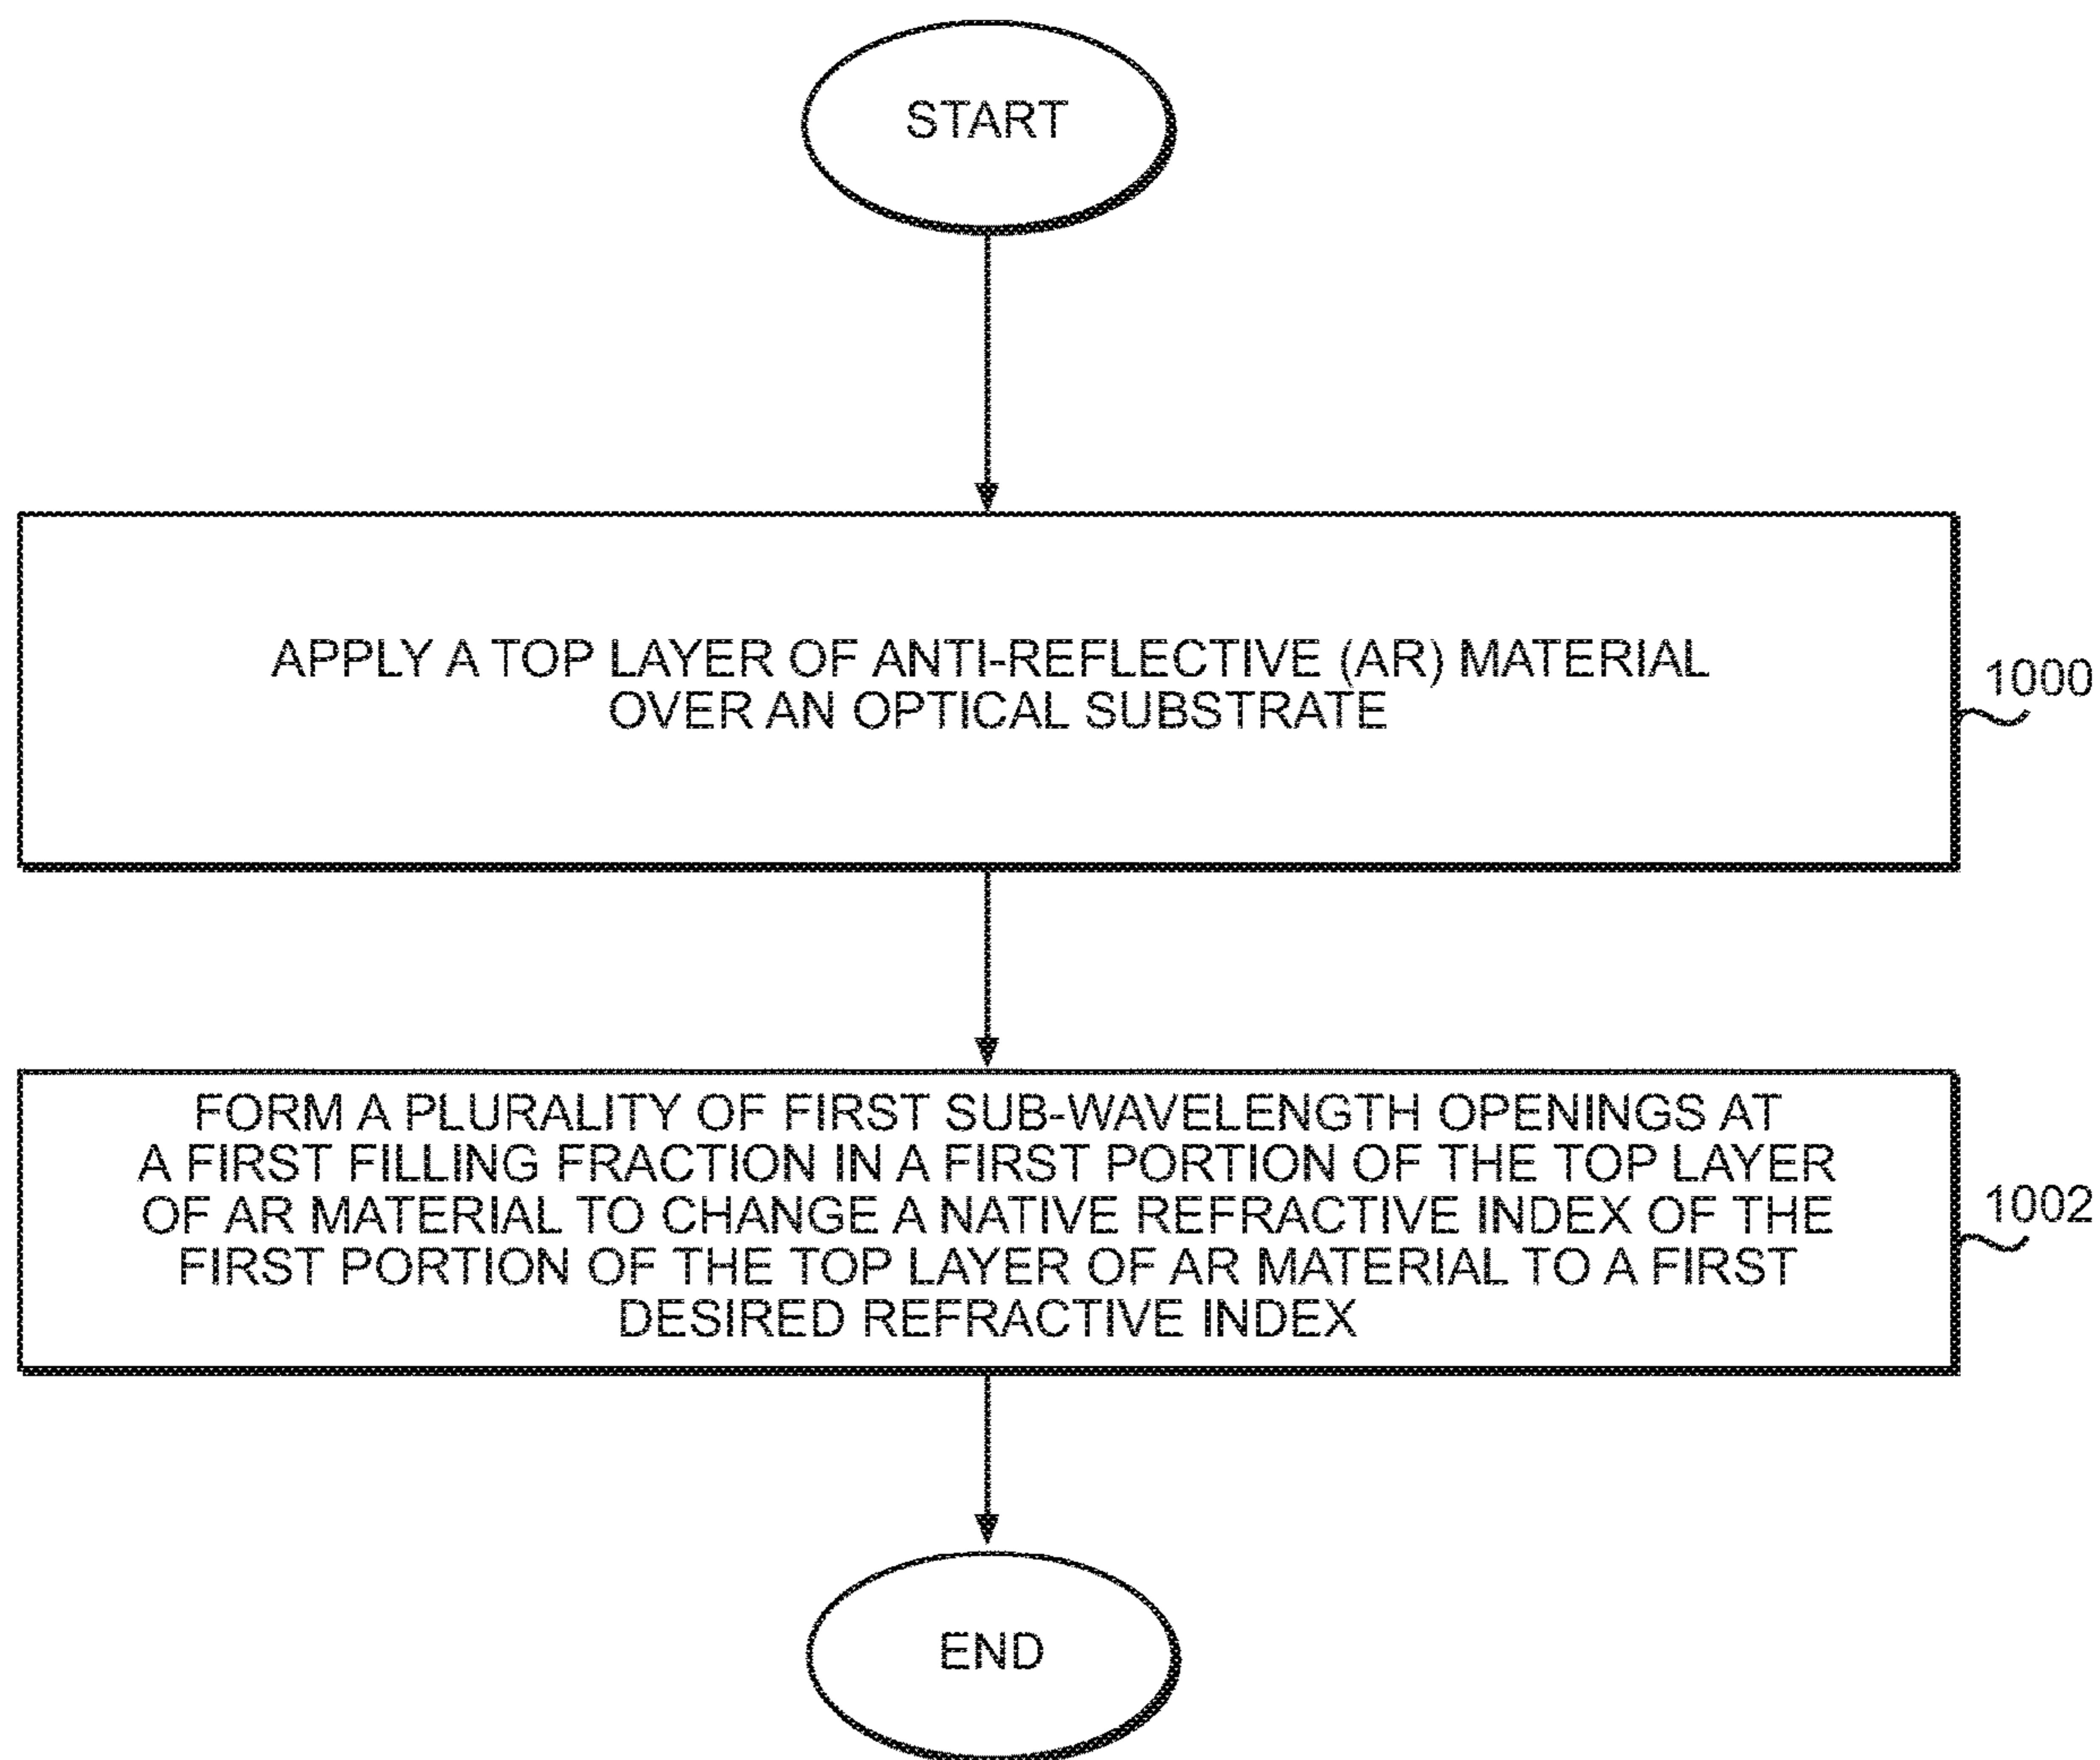 START
APPLY A TOP LAYER OF ANTI-REFLECTIVE (AR) MATERIAL
OVER AN OPTICAL SUBSTRATE
1000
FORM A PLURALITY OF FIRST SUB-WAVELENGTH OPENINGS AT
A FIRST FILLING FRACTION IN A FIRST PORTION OF THE TOP LAYER
OF AR MATERIAL TO CHANGE A NATIVE REFRACTIVE INDEX OF THE
FIRST PORTION OF THE TOP LAYER OF AR MATERIAL TO A FIRST
DESIRED REFRACTIVE INDEX
1002
END